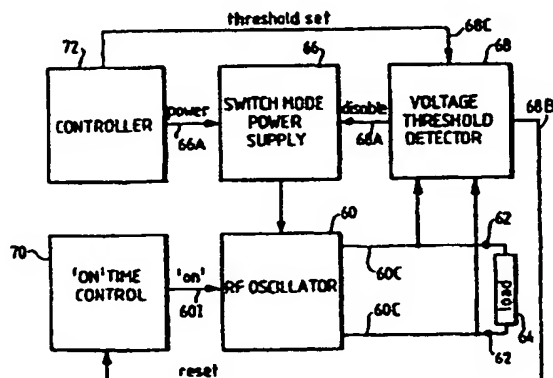 threshold set
68C
72
66
68
CONTROLLER
power
66A
SWITCH MODE
POWER
SUPPLY
disable
68A
VOLTAGE
THRESHOLD
DETECTOR
68B
70
60
62
'ON' TIME
CONTROL
'on'
60I
RF OSCILLATOR
60C
60C
load
62
64
reset